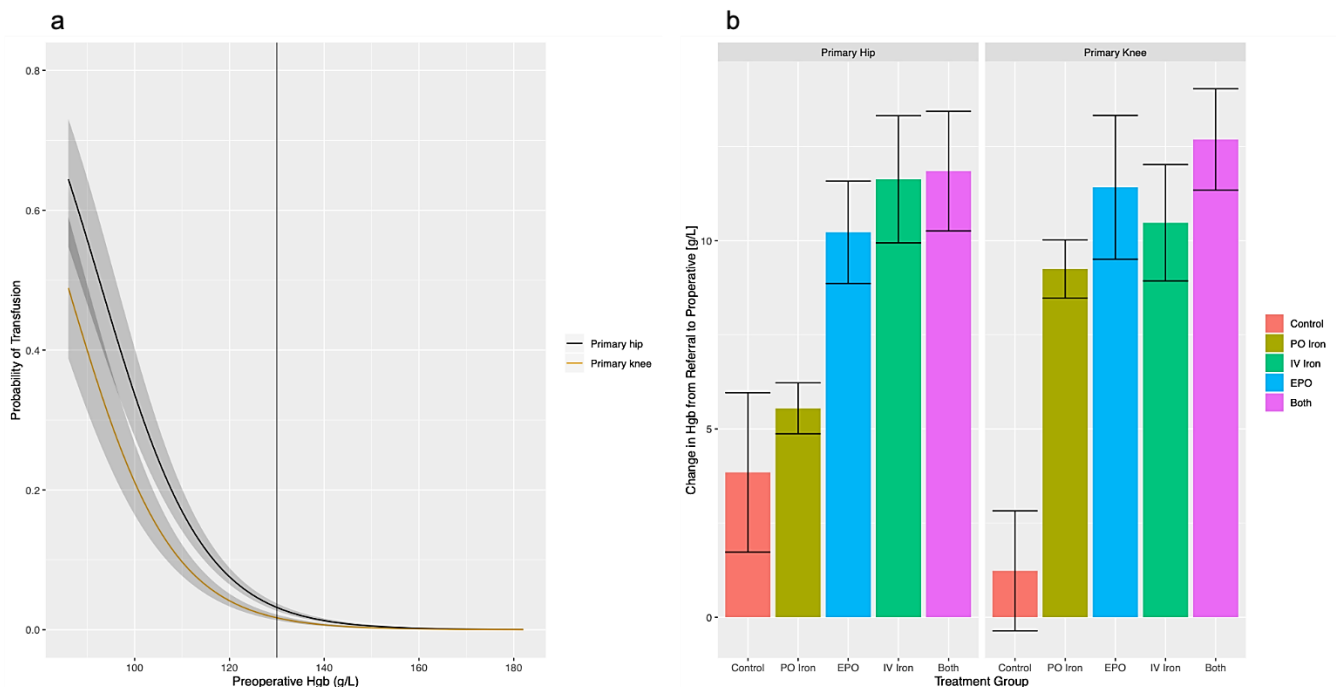 a
0.8
0.6
0.4
0.2
0.0
Probability of Transfusion
100
120
140
160
180
Preoperative Hgb (g/L)
Primary hip
Primary knee
b
Primary Hip
Primary Knee
10
5
0
Change in Hgb from Referral to Properative [g/L]
Control
PO Iron
EPO
IV Iron
Both
Control
PO Iron
EPO
IV Iron
Both
Treatment Group
Control
PO Iron
IV Iron
EPO
Both